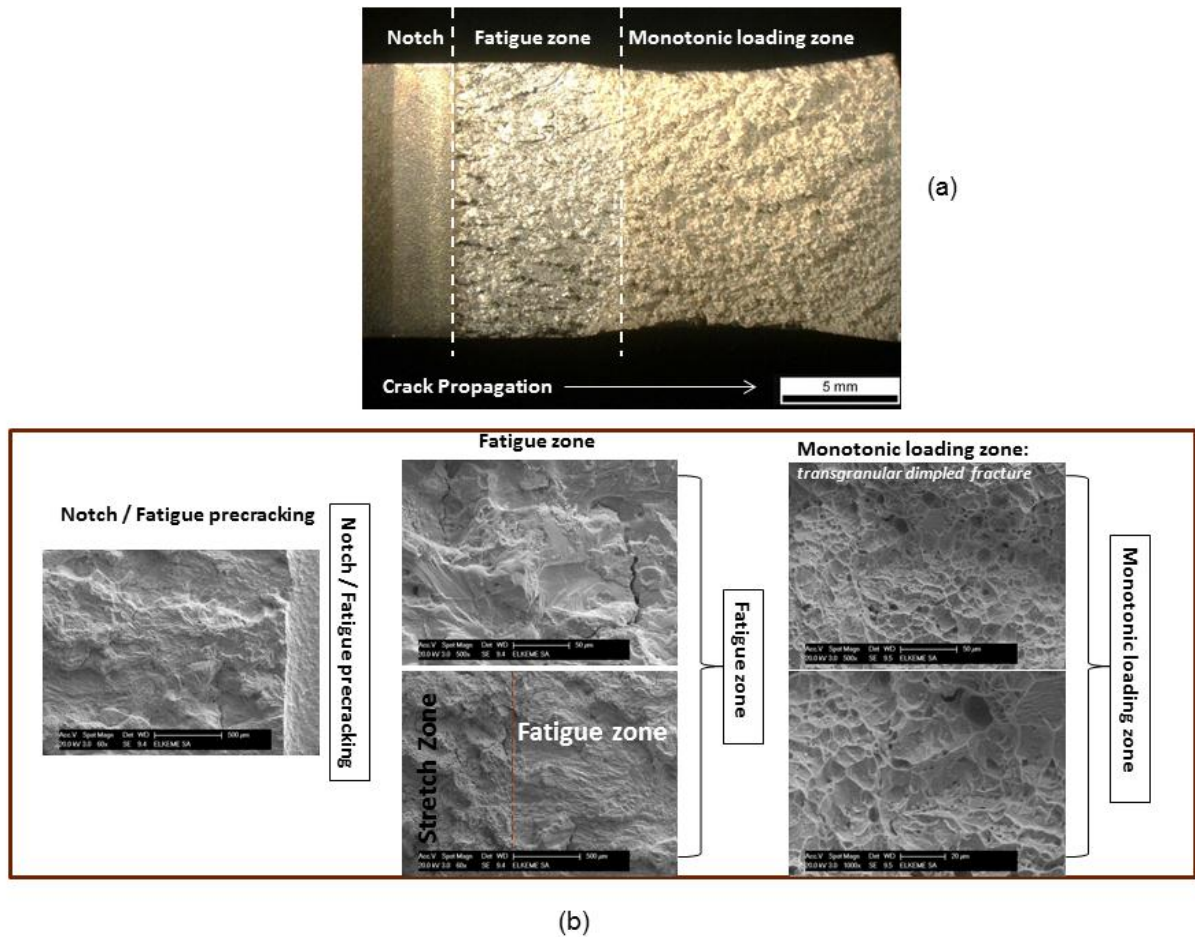 Notch
Fatigue zone
Monotonic loading zone
(a)
Crack Propagation
5 mm
Notch / Fatigue precracking
Acc.V Spot Magn Det WD 500 µm
20.0 kV 3.0 60x SE 9.4 ELKEME SA
Notch / Fatigue precracking
Fatigue zone
Acc.V Spot Magn Det WD 50 µm
20.0 kV 3.0 500x SE 9.4 ELKEME SA
Stretch Zone
Fatigue zone
Acc.V Spot Magn Det WD 500 µm
20.0 kV 3.0 60x SE 9.4 ELKEME SA
Fatigue zone
Monotonic loading zone:
transgranular dimpled fracture
Acc.V Spot Magn Det WD 50 µm
20.0 kV 3.0 500x SE 9.5 ELKEME SA
Acc.V Spot Magn Det WD 20 µm
20.0 kV 3.0 1000x SE 9.5 ELKEME SA
Monotonic loading zone
(b)